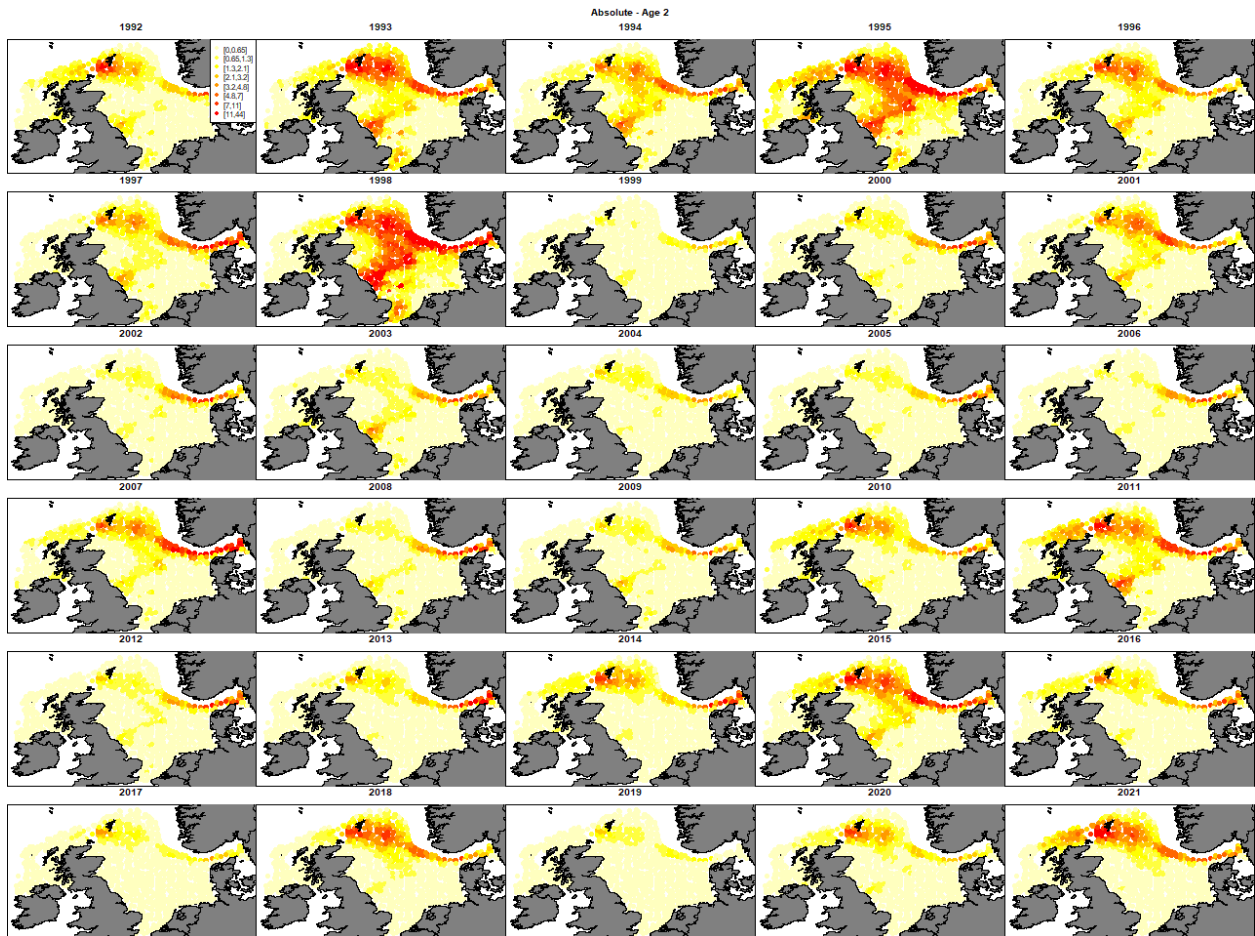 Absolute - Age 2
1992 1993 1994 1995 1996
[0,0.65]
(0.65,1.3]
(1.3,2.1]
(2.1,3.2]
(3.2,4.8]
(4.8,7]
(7,11]
(11,44]
1997 1998 1999 2000 2001
2002 2003 2004 2005 2006
2007 2008 2009 2010 2011
2012 2013 2014 2015 2016
2017 2018 2019 2020 2021